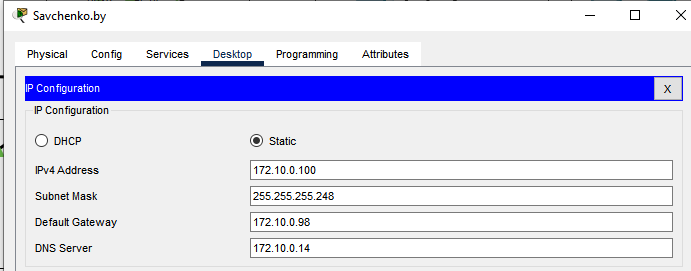 Savchenko.by
Physical Config Services Desktop Programming Attributes
IP Configuration X
IP Configuration
DHCP Static
IPv4 Address 172.10.0.100
Subnet Mask 255.255.255.248
Default Gateway 172.10.0.98
DNS Server 172.10.0.14